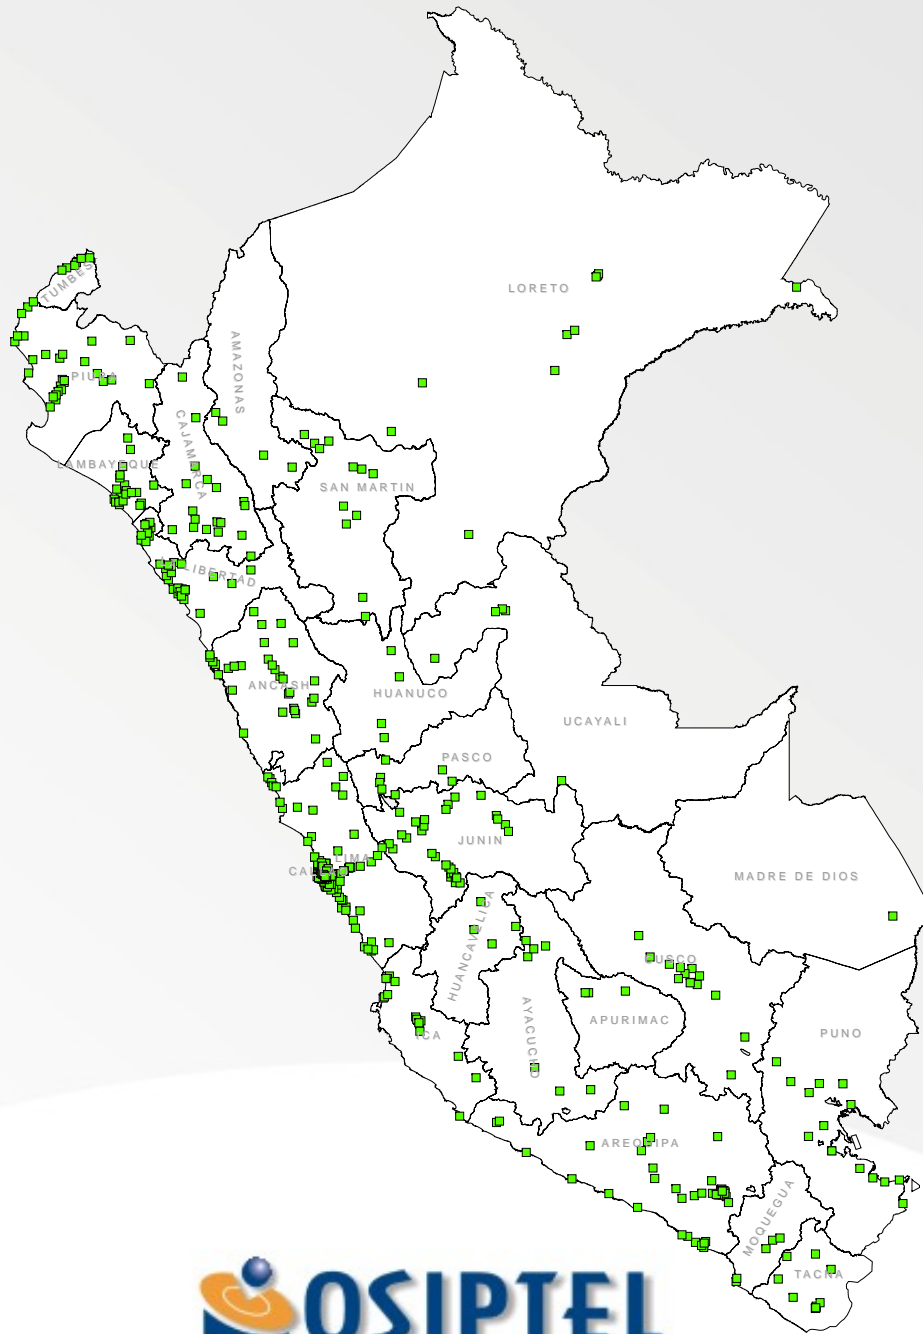 LORETO
TUMBES
AMAZONAS
PIURA
CAJAMARCA
LAMBAYEQUE
SAN MARTIN
LA LIBERTAD
ANCASH
HUANUCO
UCAYALI
PASCO
JUNIN
LIMA
CALLAO
MADRE DE DIOS
HUANCAVELICA
CUSCO
AYACUCHO
APURIMAC
PUNO
ICA
AREQUIPA
MOQUEGUA
TACNA
OSIPTEL